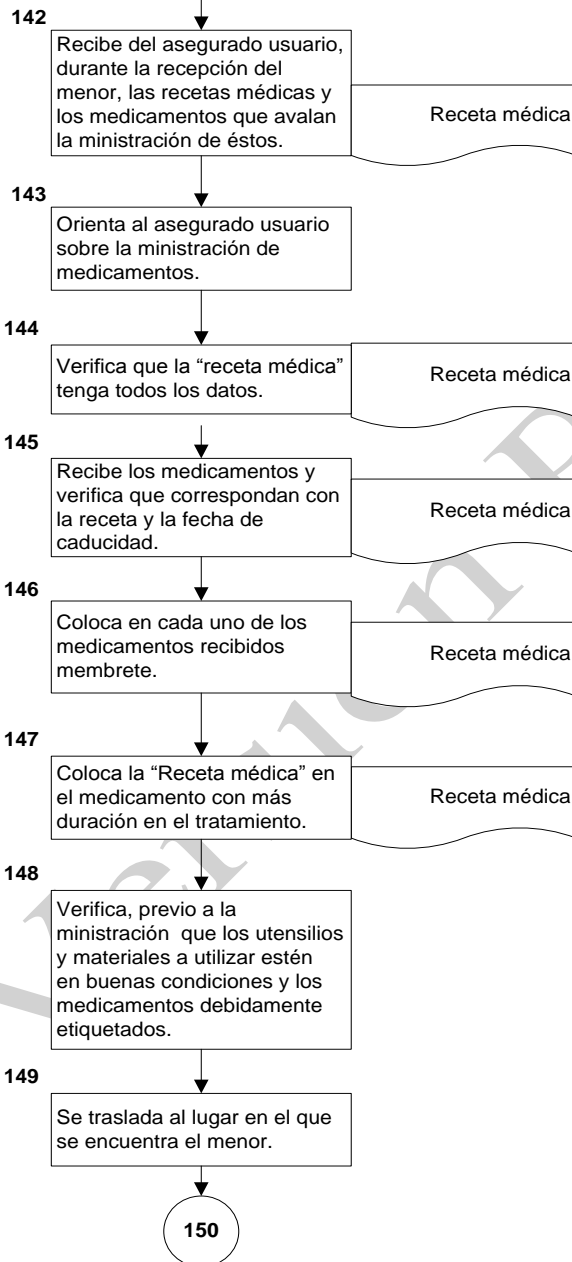 142
Recibe del asegurado usuario,
durante la recepción del
menor, las recetas médicas y
los medicamentos que avalan
la ministración de éstos.
Receta médica
143
Orienta al asegurado usuario
sobre la ministración de
medicamentos.
144
Verifica que la “receta médica”
tenga todos los datos.
Receta médica
145
Recibe los medicamentos y
verifica que correspondan con
la receta y la fecha de
caducidad.
Receta médica
146
Coloca en cada uno de los
medicamentos recibidos
membrete.
Receta médica
147
Coloca la “Receta médica” en
el medicamento con más
duración en el tratamiento.
Receta médica
148
Verifica, previo a la
ministración que los utensilios
y materiales a utilizar estén
en buenas condiciones y los
medicamentos debidamente
etiquetados.
149
Se traslada al lugar en el que
se encuentra el menor.
150